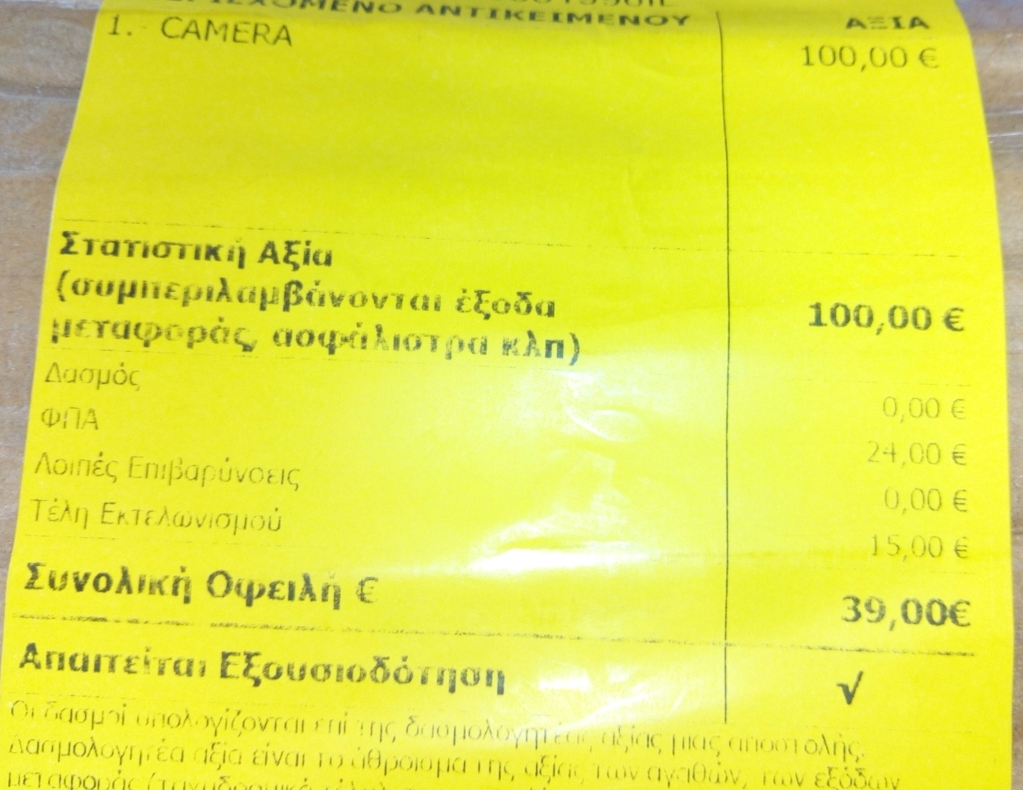 ΑΝΤΙΚΕΙΜΕΝΟΥ ΑΞΙΑ
1.- CAMERA 100,00 €
Στατιστική Αξία
(συμπεριλαμβάνονται έξοδα
μεταφοράς, ασφάλιστρα κλπ) 100,00 €
Δασμός 0,00 €
ΦΠΑ 24,00 €
Λοιπές Επιβαρύνσεις 0,00 €
Τέλη Εκτελωνισμού 15,00 €
Συνολική Οφειλή € 39,00€
Απαιτείται Εξουσιοδότηση √
Οι δασμοί υπολογίζονται επί της δασμολογητέας αξίας μιας αποστολής.
Δασμολογητέα αξία είναι το άθροισμα της αξίας των αγαθών, των εξόδων
μεταφοράς